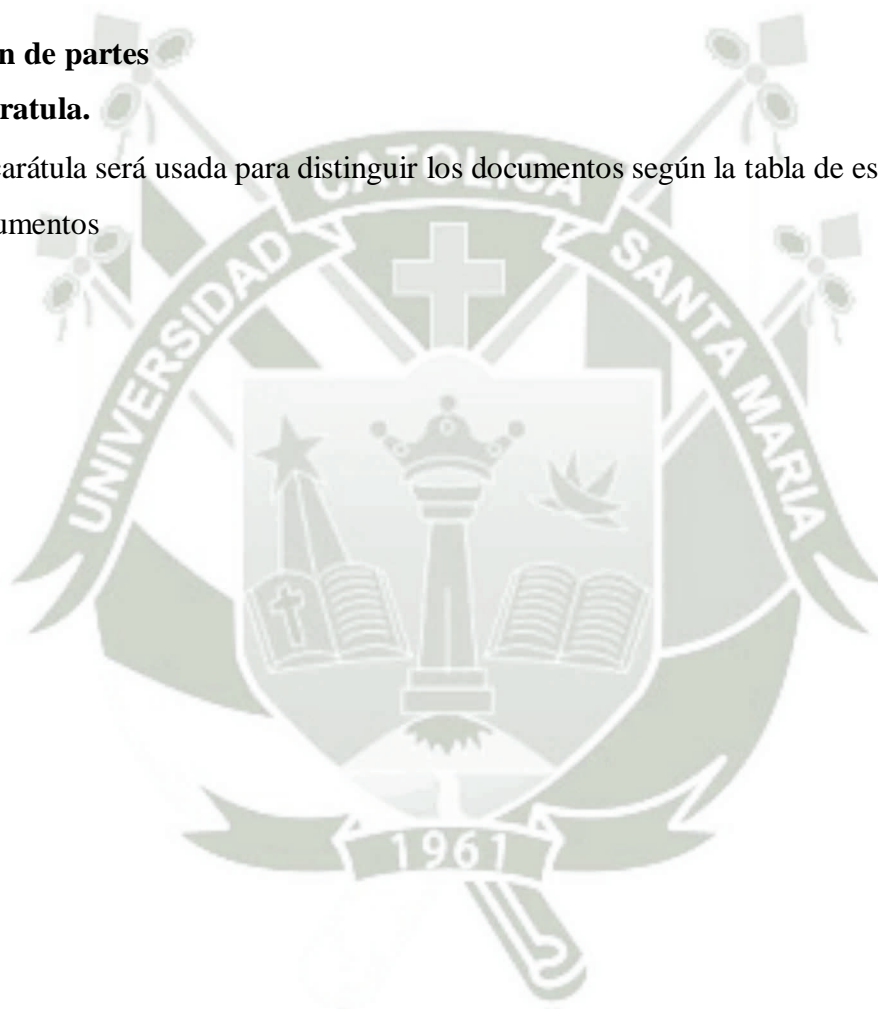 n de partes
ratula.
carátula será usada para distinguir los documentos según la tabla de es
umentos
UNIVERSIDAD CATOLICA SANTA MARIA
1961